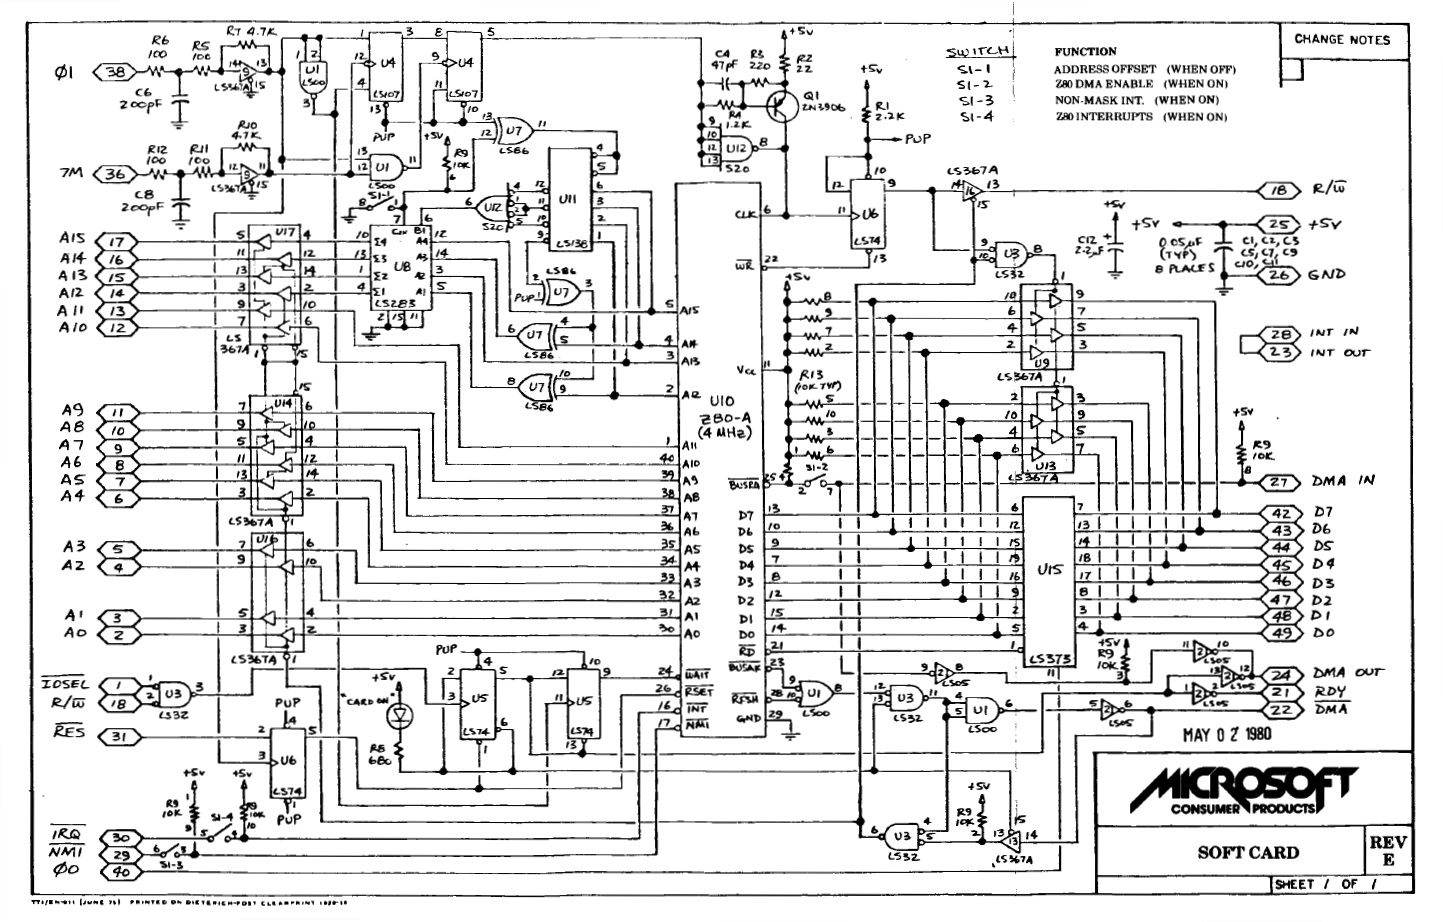 CHANGE NOTES
SWITCH FUNCTION
S1-1 ADDRESS OFFSET (WHEN OFF)
S1-2 Z80 DMA ENABLE (WHEN ON)
S1-3 NON-MASK INT. (WHEN ON)
S1-4 Z80 INTERRUPTS (WHEN ON)
R7 4.7K
R6 100
R5 100
Φ1 38
C6 200pF
LS367A
U1 LS00
U4 LS107
U4 LS107
PUP
R10 4.7K
R12 100
R11 100
7M 36
C8 200pF
LS367A
U1 LS00
S1-1
+5v
R9 10K
U7 LS86
U12 S20
U11 LS138
C4 47pF
R3 220
R2 22
+5v
Q1 2N3906
R4 1.2K
U12 S20
+5v
R1 2.2K
PUP
U6 LS74
LS367A
18 R/W̅
+5v
25 +5v
C12 2.2μF
0.05μF (TYP) 8 PLACES
C1, C2, C3 C5, C7, C9 C10, C11
26 GND
U3 LS32
28 INT IN
23 INT OUT
A15 17
A14 16
A13 15
A12 14
A11 13
A10 12
U17
LS 367A
Σ4
Σ3
Σ2
Σ1
CIN
B1
A4
A3
A2
A1
U8
LS283
LS86
PUP
U7
U7 LS86
U7 LS86
CLK
WR̅
A15
A14
A13
A12
Vcc
U10
Z80-A
(4 MHz)
A11
A10
A9
A8
A7
A6
A5
A4
A3
A2
A1
A0
BUSRQ̅
D7
D6
D5
D4
D3
D2
D1
D0
RD̅
BUSAK̅
RFSH̅
GND
WAIT̅
RSET̅
INT̅
NMI̅
+5v
R13 (10K TYP)
U9 LS367A
U13 LS367A
S1-2
+5v
R9 10K
27 DMA IN
A9 11
A8 10
A7 9
A6 8
A5 7
A4 6
U14
LS367A
A3 5
A2 4
A1 3
A0 2
U16
LS367A
U15
LS373
42 D7
43 D6
44 D5
45 D4
46 D3
47 D2
48 D1
49 D0
+5v
R9 10K
LS05
LS05
LS05
24 DMA OUT
21 RDY
22 DMA̅
IOSEL̅ 1
R/W̅ 18
U3 LS32
RES̅ 31
PUP
U6
LS74
PUP
PUP
+5v
"CARD ON"
R8 680
U5 LS74
U5 LS74
U1 LS00
U3 LS32
U1 LS00
LS05
+5v
R9 10K
+5v
R9 10K
S1-4
S1-3
IRQ̅ 30
NMI̅ 29
Φ0 40
U3 LS32
+5v
R9 10K
LS367A
MAY 02 1980
MICROSOFT
CONSUMER PRODUCTS
SOFT CARD
REV E
SHEET 1 OF 1